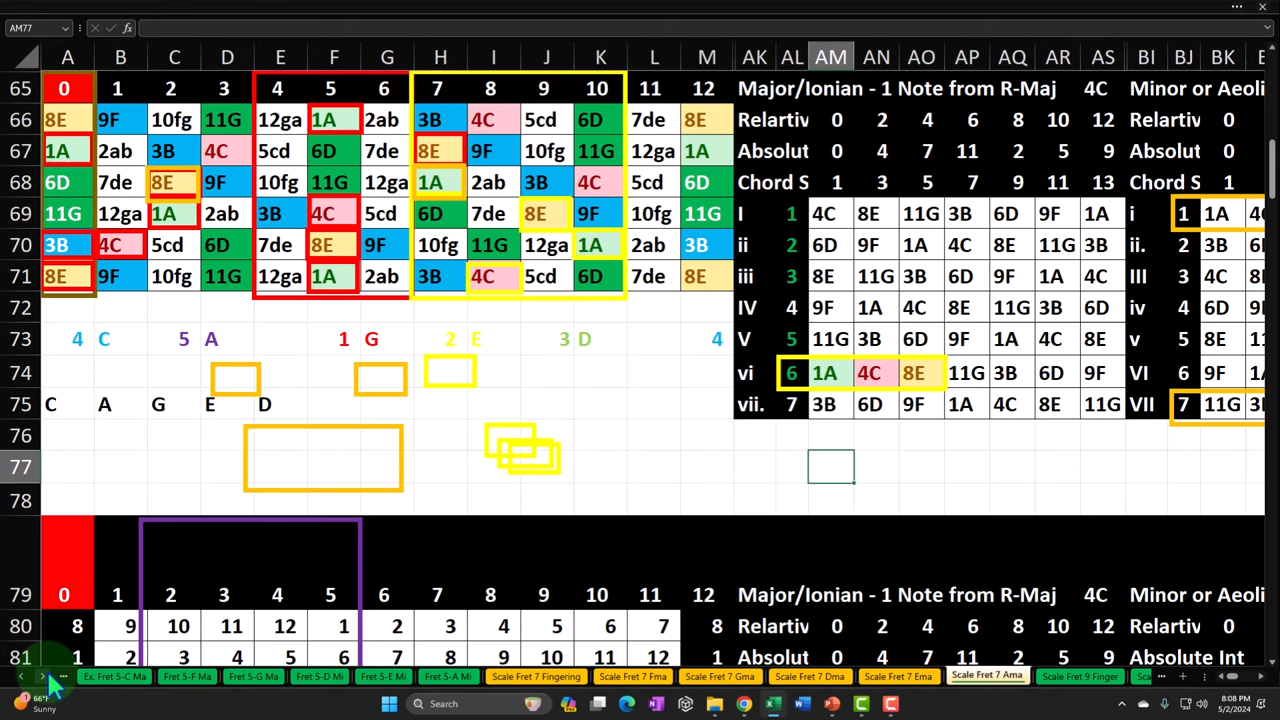 AM77 fx
A B C D E F G H I J K L M AK AL AM AN AO AP AQ AR AS BI BJ BK
65 0 1 2 3 4 5 6 7 8 9 10 11 12 Major/Ionian - 1 Note from R-Maj 4C Minor or Aeoli
66 8E 9F 10fg 11G 12ga 1A 2ab 3B 4C 5cd 6D 7de 8E Relartiv 0 2 4 6 8 10 12 Relartiv 0
67 1A 2ab 3B 4C 5cd 6D 7de 8E 9F 10fg 11G 12ga 1A Absolut 0 4 7 11 2 5 9 Absolut 0
68 6D 7de 8E 9F 10fg 11G 12ga 1A 2ab 3B 4C 5cd 6D Chord S 1 3 5 7 9 11 13 Chord S 1
69 11G 12ga 1A 2ab 3B 4C 5cd 6D 7de 8E 9F 10fg 11G I 1 4C 8E 11G 3B 6D 9F 1A i 1 1A 4C
70 3B 4C 5cd 6D 7de 8E 9F 10fg 11G 12ga 1A 2ab 3B ii 2 6D 9F 1A 4C 8E 11G 3B ii. 2 3B 6D
71 8E 9F 10fg 11G 12ga 1A 2ab 3B 4C 5cd 6D 7de 8E iii 3 8E 11G 3B 6D 9F 1A 4C III 3 4C 8E
72 IV 4 9F 1A 4C 8E 11G 3B 6D iv 4 6D 9F
73 4 C 5 A 1 G 2 E 3 D 4 V 5 11G 3B 6D 9F 1A 4C 8E v 5 8E 11
74 vi 6 1A 4C 8E 11G 3B 6D 9F VI 6 9F 1A
75 C A G E D vii. 7 3B 6D 9F 1A 4C 8E 11G VII 7 11G 3
76
77
78
79 0 1 2 3 4 5 6 7 8 9 10 11 12 Major/Ionian - 1 Note from R-Maj 4C Minor or Aeoli
80 8 9 10 11 12 1 2 3 4 5 6 7 8 Relartiv 0 2 4 6 8 10 12 Relartiv 0
81 1 2 3 4 5 6 7 8 9 10 11 12 1 Absolut 0 4 7 11 2 5 9 Absolute Int 0
Ex. Fret 5-C Ma Fret 5-F Ma Fret 5-G Ma Fret 5-D Mi Fret 5-E Mi Fret 5-A Mi Scale Fret 7 Fingering Scale Fret 7 Fma Scale Fret 7 Gma Scale Fret 7 Dma Scale Fret 7 Ema Scale Fret 7 Ama Scale Fret 9 Finger Sca
66°F
Sunny
Search
8:08 PM
5/2/2024